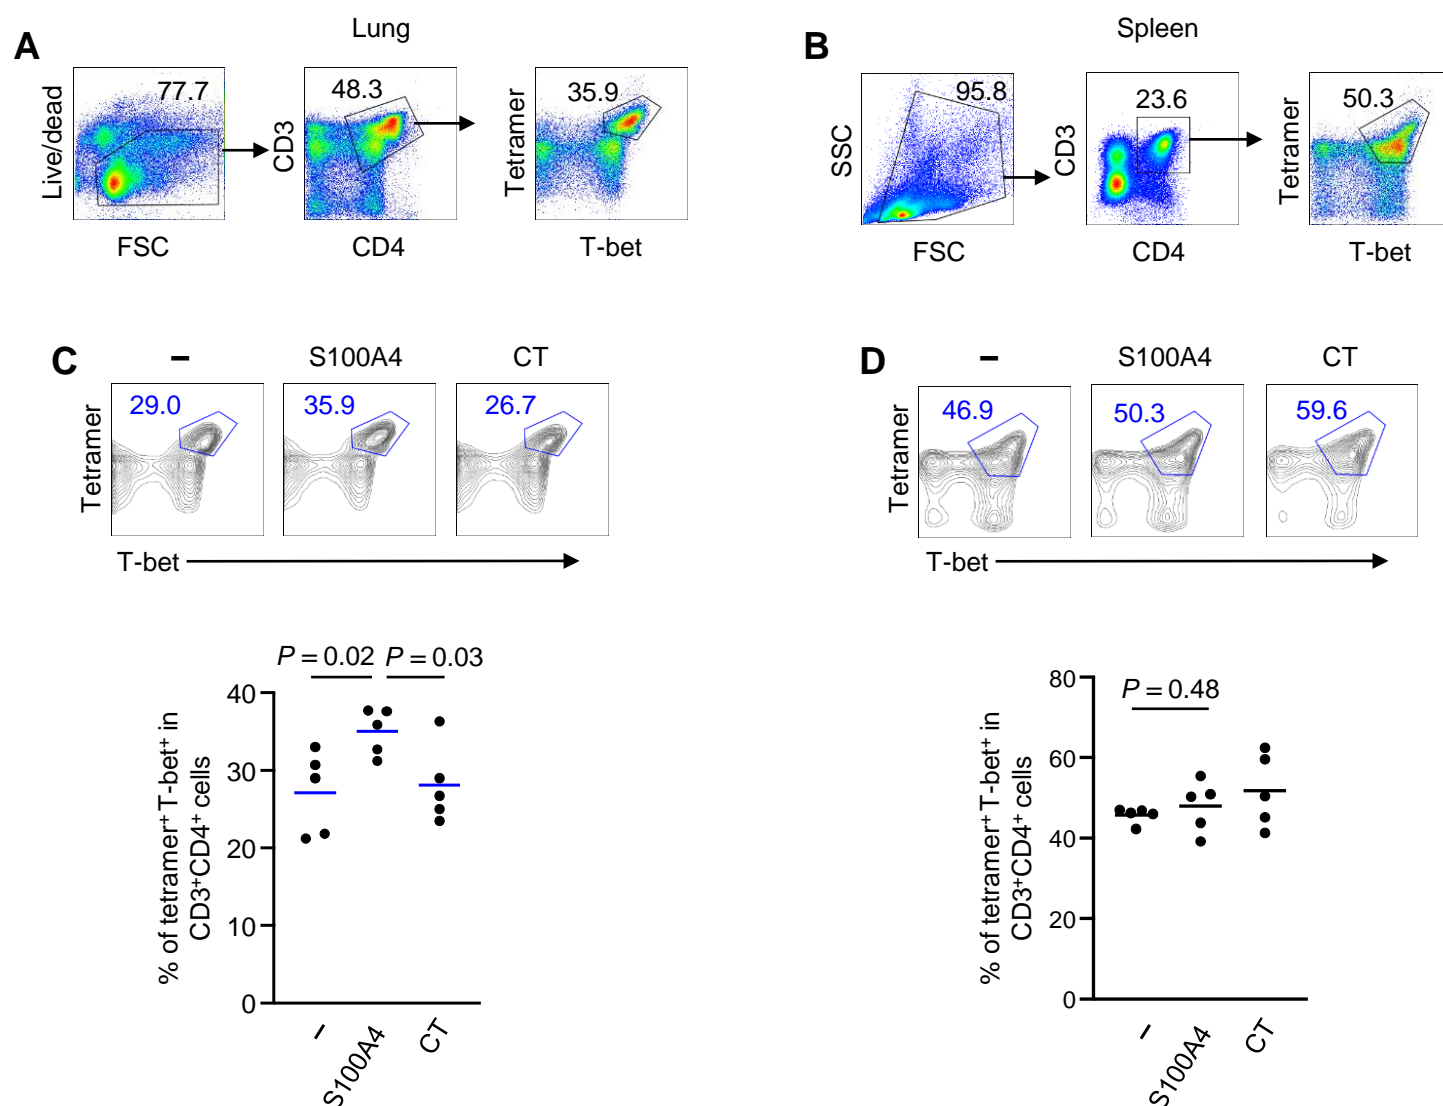 A
Lung
Live/dead
77.7
FSC
CD3
48.3
CD4
Tetramer
35.9
T-bet
B
Spleen
SSC
95.8
FSC
CD3
23.6
CD4
Tetramer
50.3
T-bet
C
–
S100A4
CT
Tetramer
29.0
35.9
26.7
T-bet
P = 0.02
P = 0.03
% of tetramer⁺ T-bet⁺ in
CD3⁺CD4⁺ cells
40
30
20
10
0
–
S100A4
CT
D
–
S100A4
CT
Tetramer
46.9
50.3
59.6
T-bet
P = 0.48
% of tetramer⁺ T-bet⁺ in
CD3⁺CD4⁺ cells
80
60
40
20
0
–
S100A4
CT